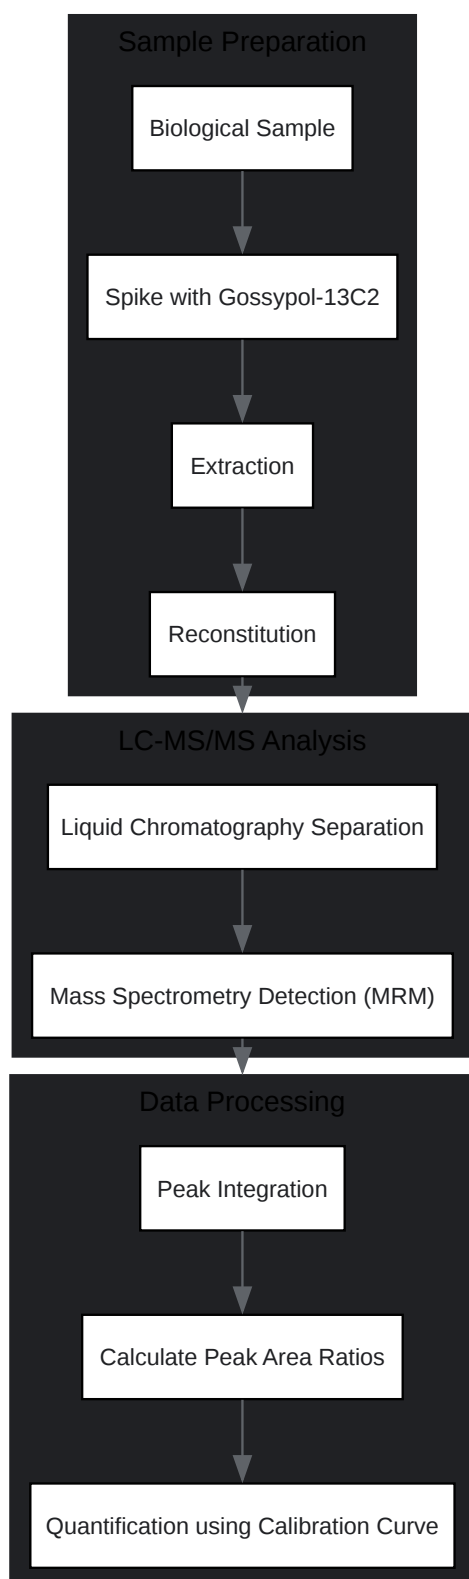 Sample Preparation
Biological Sample
Spike with Gossypol-13C2
Extraction
Reconstitution
LC-MS/MS Analysis
Liquid Chromatography Separation
Mass Spectrometry Detection (MRM)
Data Processing
Peak Integration
Calculate Peak Area Ratios
Quantification using Calibration Curve